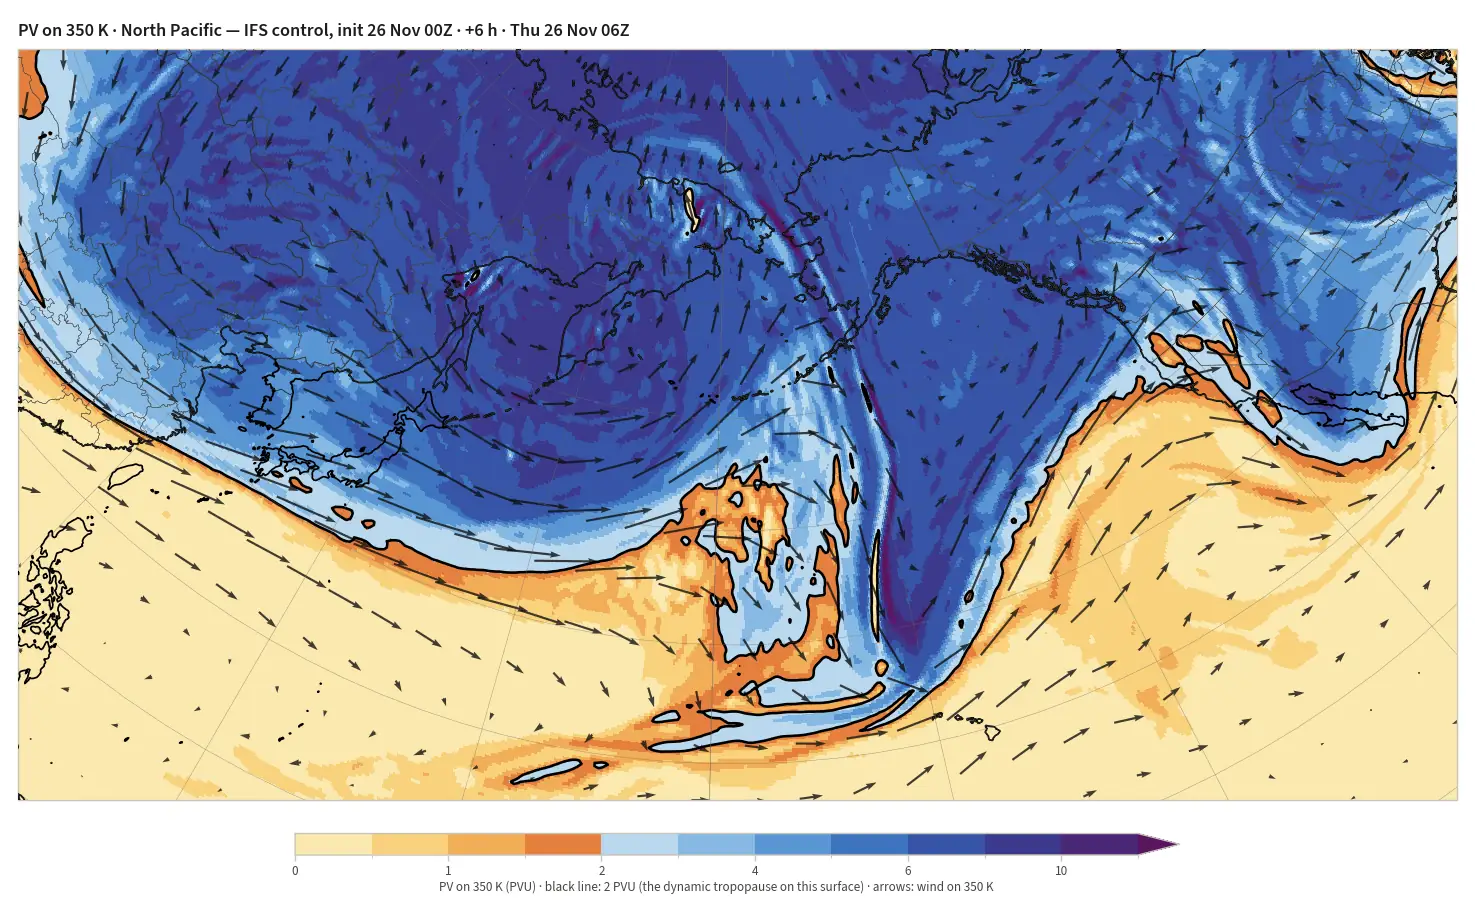 PV on 350 K · North Pacific — IFS control, init 26 Nov 00Z · +6 h · Thu 26 Nov 06Z
0 1 2 4 6 10
PV on 350 K (PVU) · black line: 2 PVU (the dynamic tropopause on this surface) · arrows: wind on 350 K